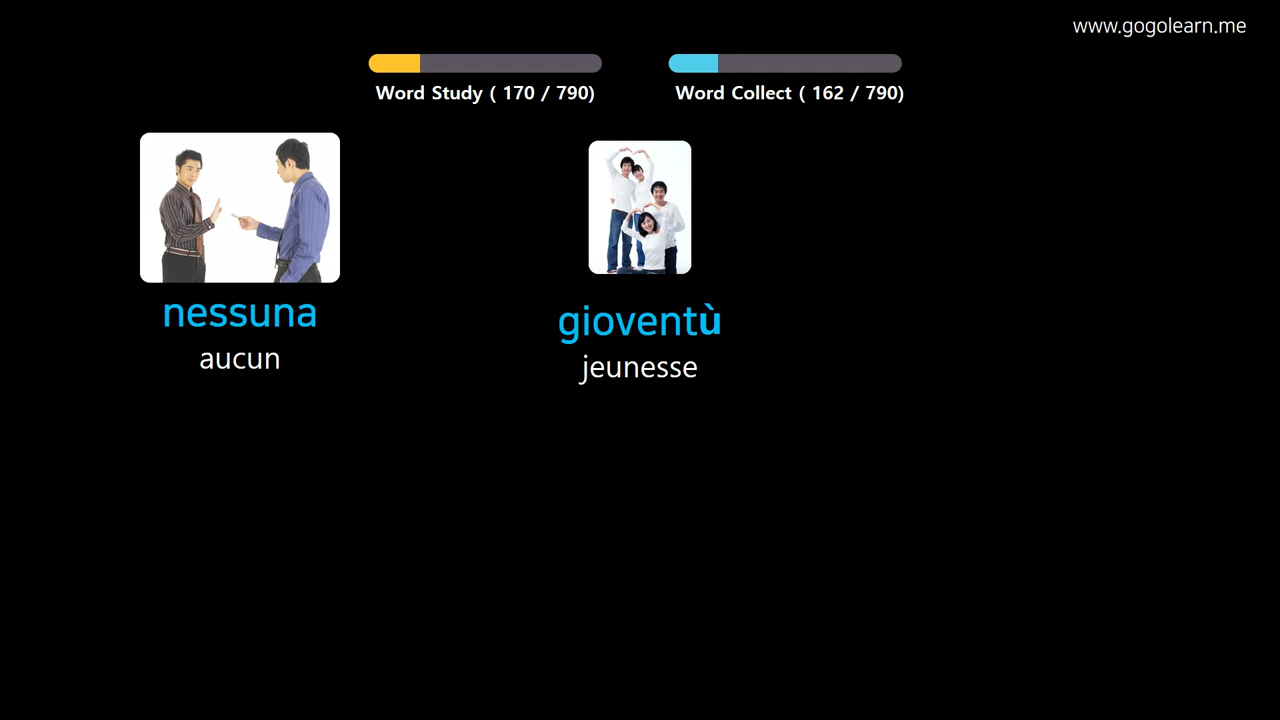 www.gogolearn.me
Word Study ( 170 / 790)
Word Collect ( 162 / 790)
nessuna
aucun
gioventù
jeunesse